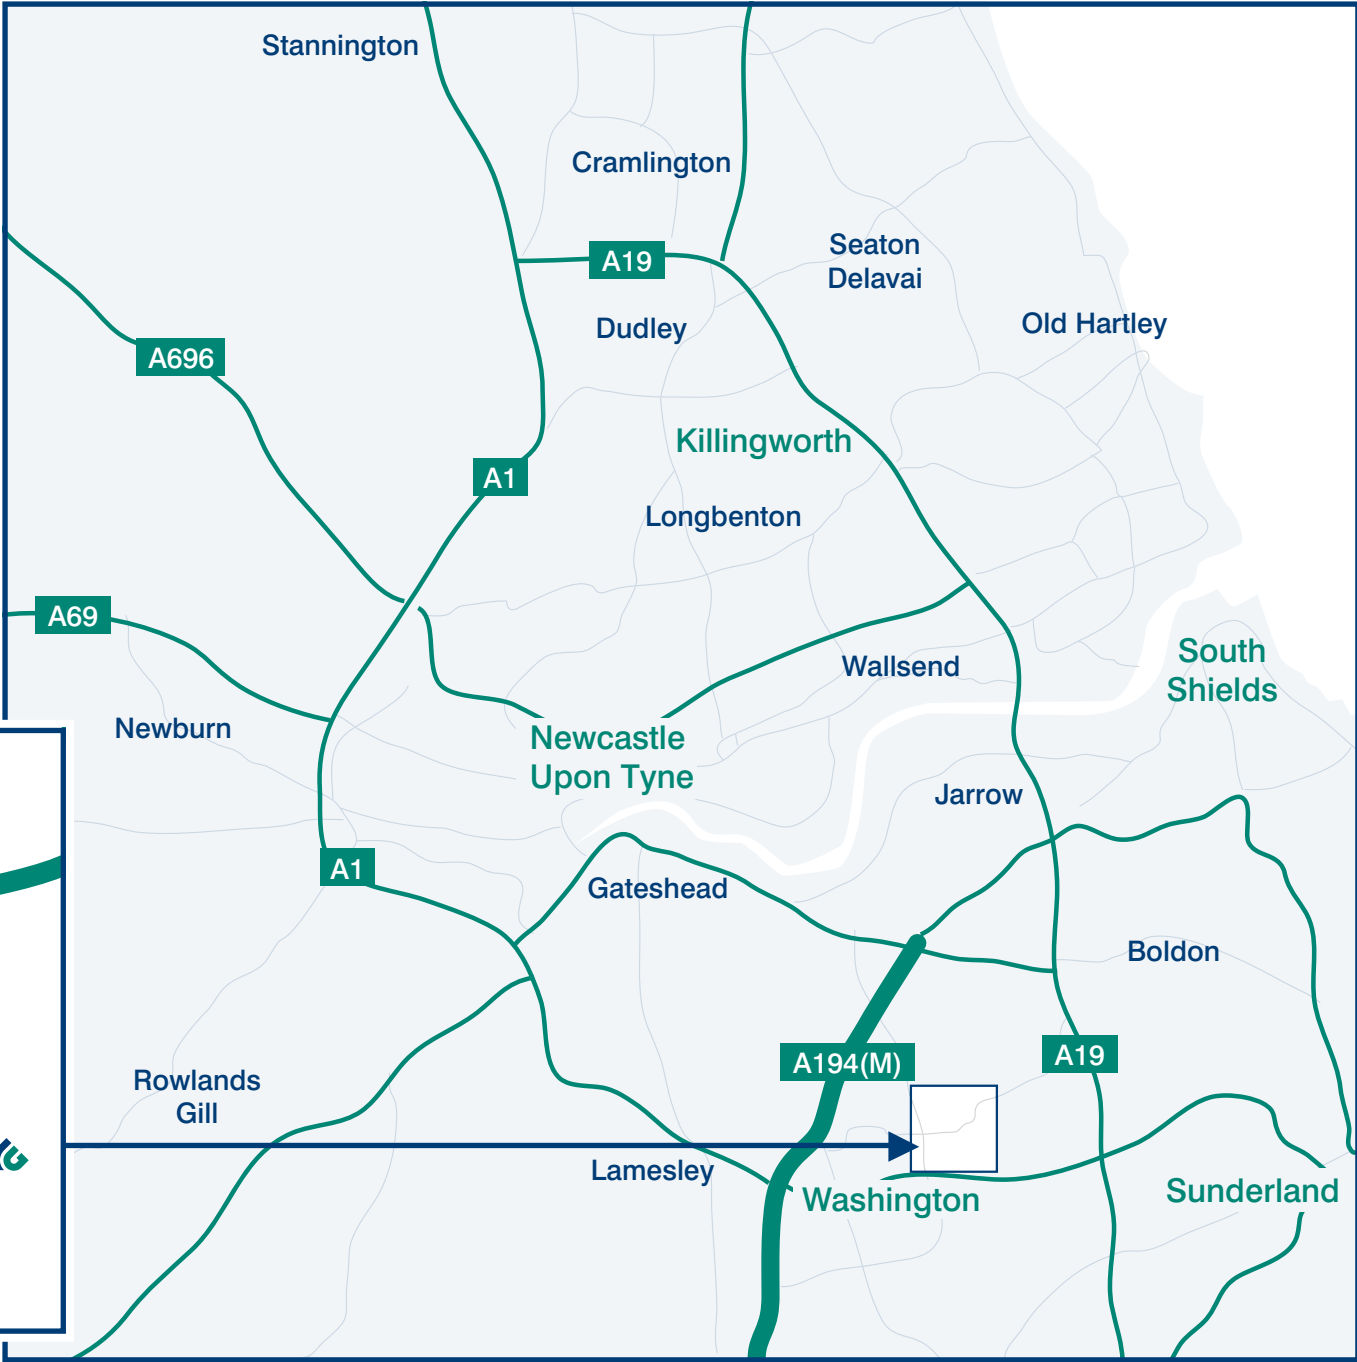 Stannington
Cramlington
A19
Seaton
Delavai
Dudley
Old Hartley
A696
Killingworth
A1
Longbenton
A69
Wallsend
South
Shields
Newburn
Newcastle
Upon Tyne
Jarrow
A1
Gateshead
Boldon
A194(M)
A19
Rowlands
Gill
Lamesley
Washington
Sunderland